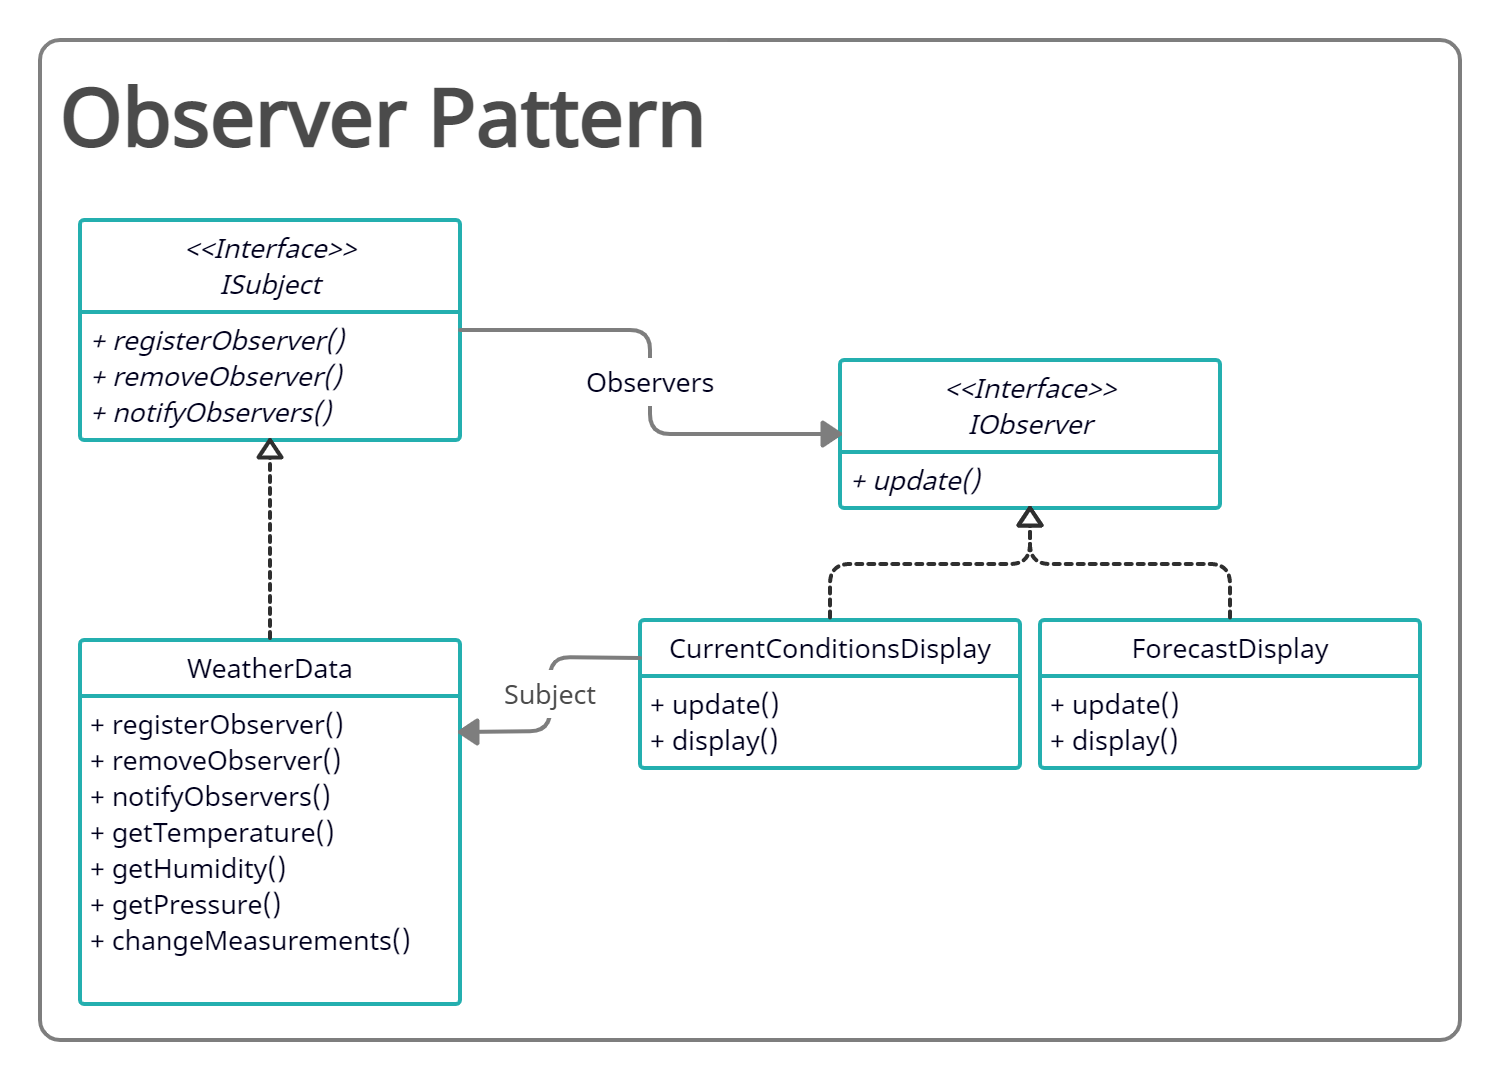 Observer Pattern
<<Interface>>
ISubject
+ registerObserver()
+ removeObserver()
+ notifyObservers()
Observers
<<Interface>>
IObserver
+ update()
WeatherData
+ registerObserver()
+ removeObserver()
+ notifyObservers()
+ getTemperature()
+ getHumidity()
+ getPressure()
+ changeMeasurements()
Subject
CurrentConditionsDisplay
+ update()
+ display()
ForecastDisplay
+ update()
+ display()